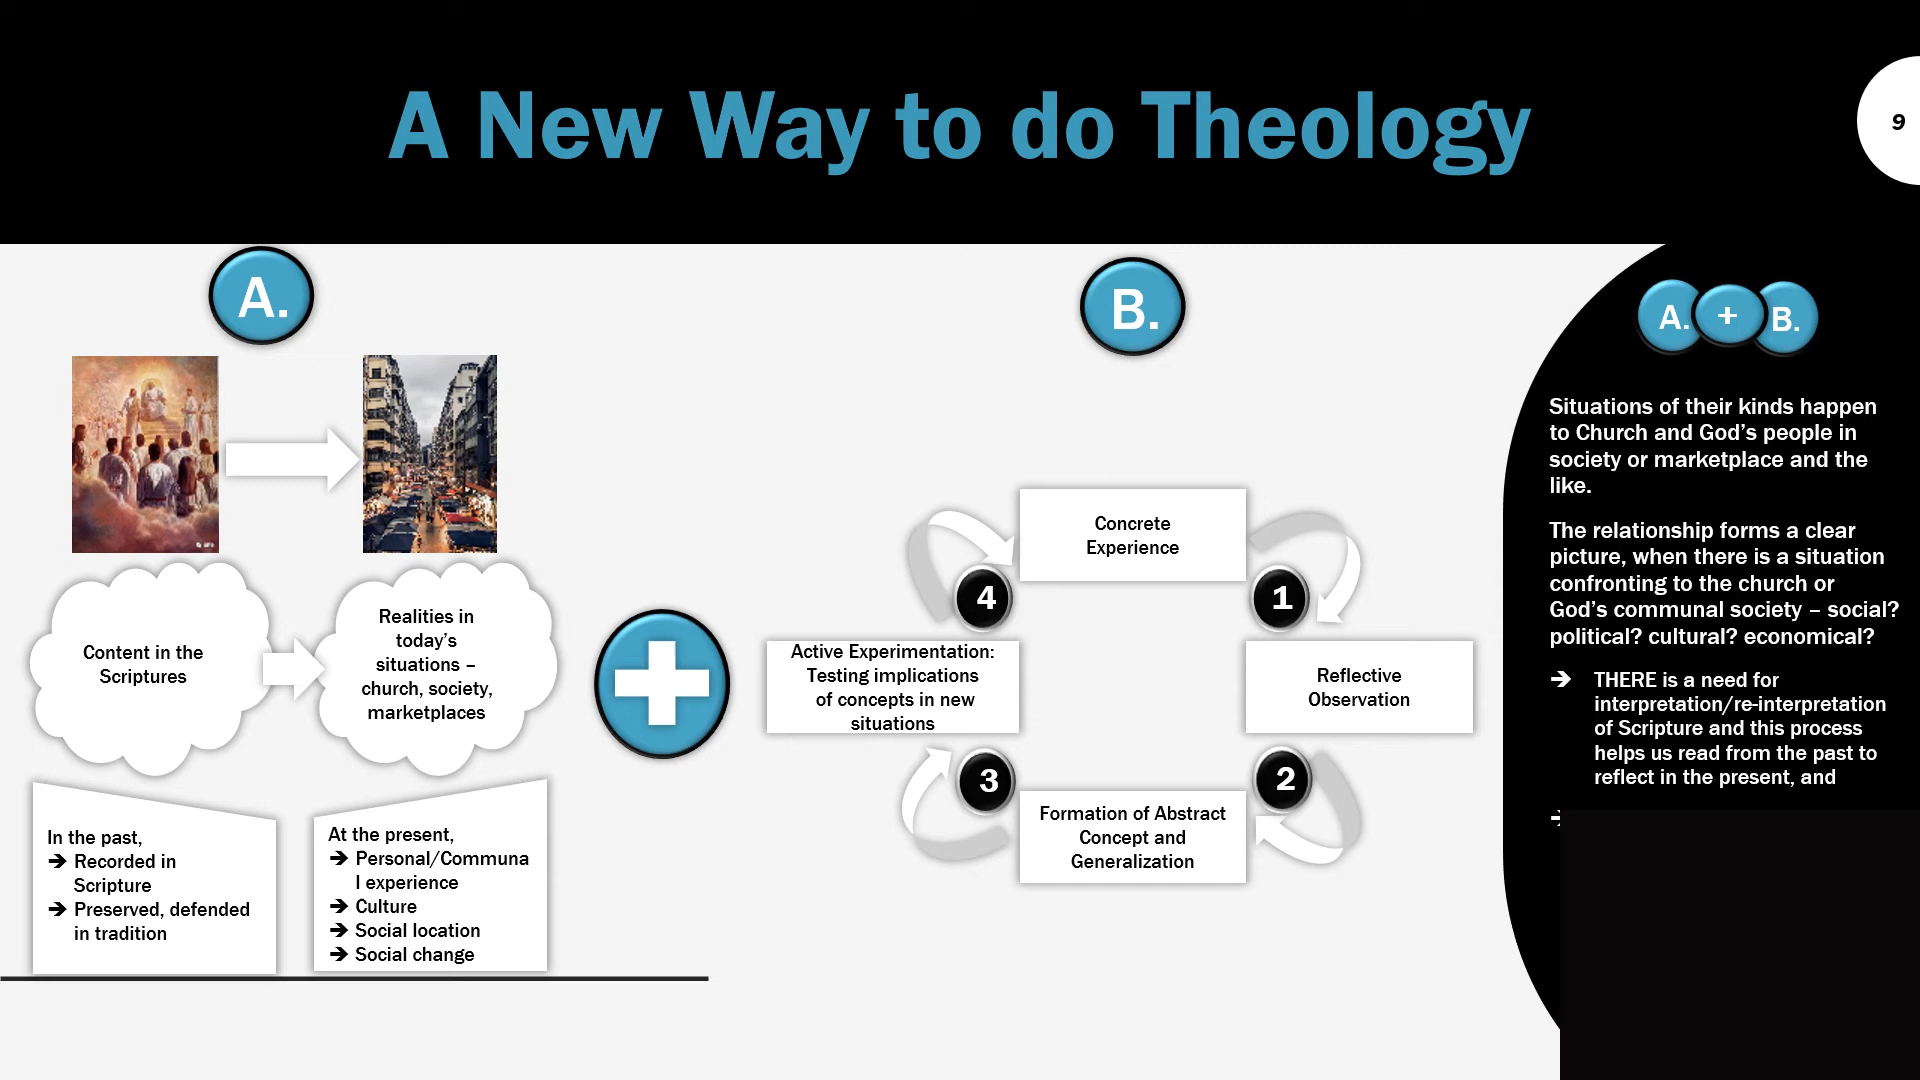 A New Way to do Theology
9
A.
Content in the
Scriptures
Realities in
today's
situations –
church, society,
marketplaces
In the past,
➔ Recorded in
Scripture
➔ Preserved, defended
in tradition
At the present,
➔ Personal/Communa
l experience
➔ Culture
➔ Social location
➔ Social change
B.
Concrete
Experience
1
Reflective
Observation
2
Formation of Abstract
Concept and
Generalization
3
Active Experimentation:
Testing implications
of concepts in new
situations
4
A. + B.
Situations of their kinds happen
to Church and God's people in
society or marketplace and the
like.
The relationship forms a clear
picture, when there is a situation
confronting to the church or
God's communal society – social?
political? cultural? economical?
➔ THERE is a need for
interpretation/re-interpretation
of Scripture and this process
helps us read from the past to
reflect in the present, and